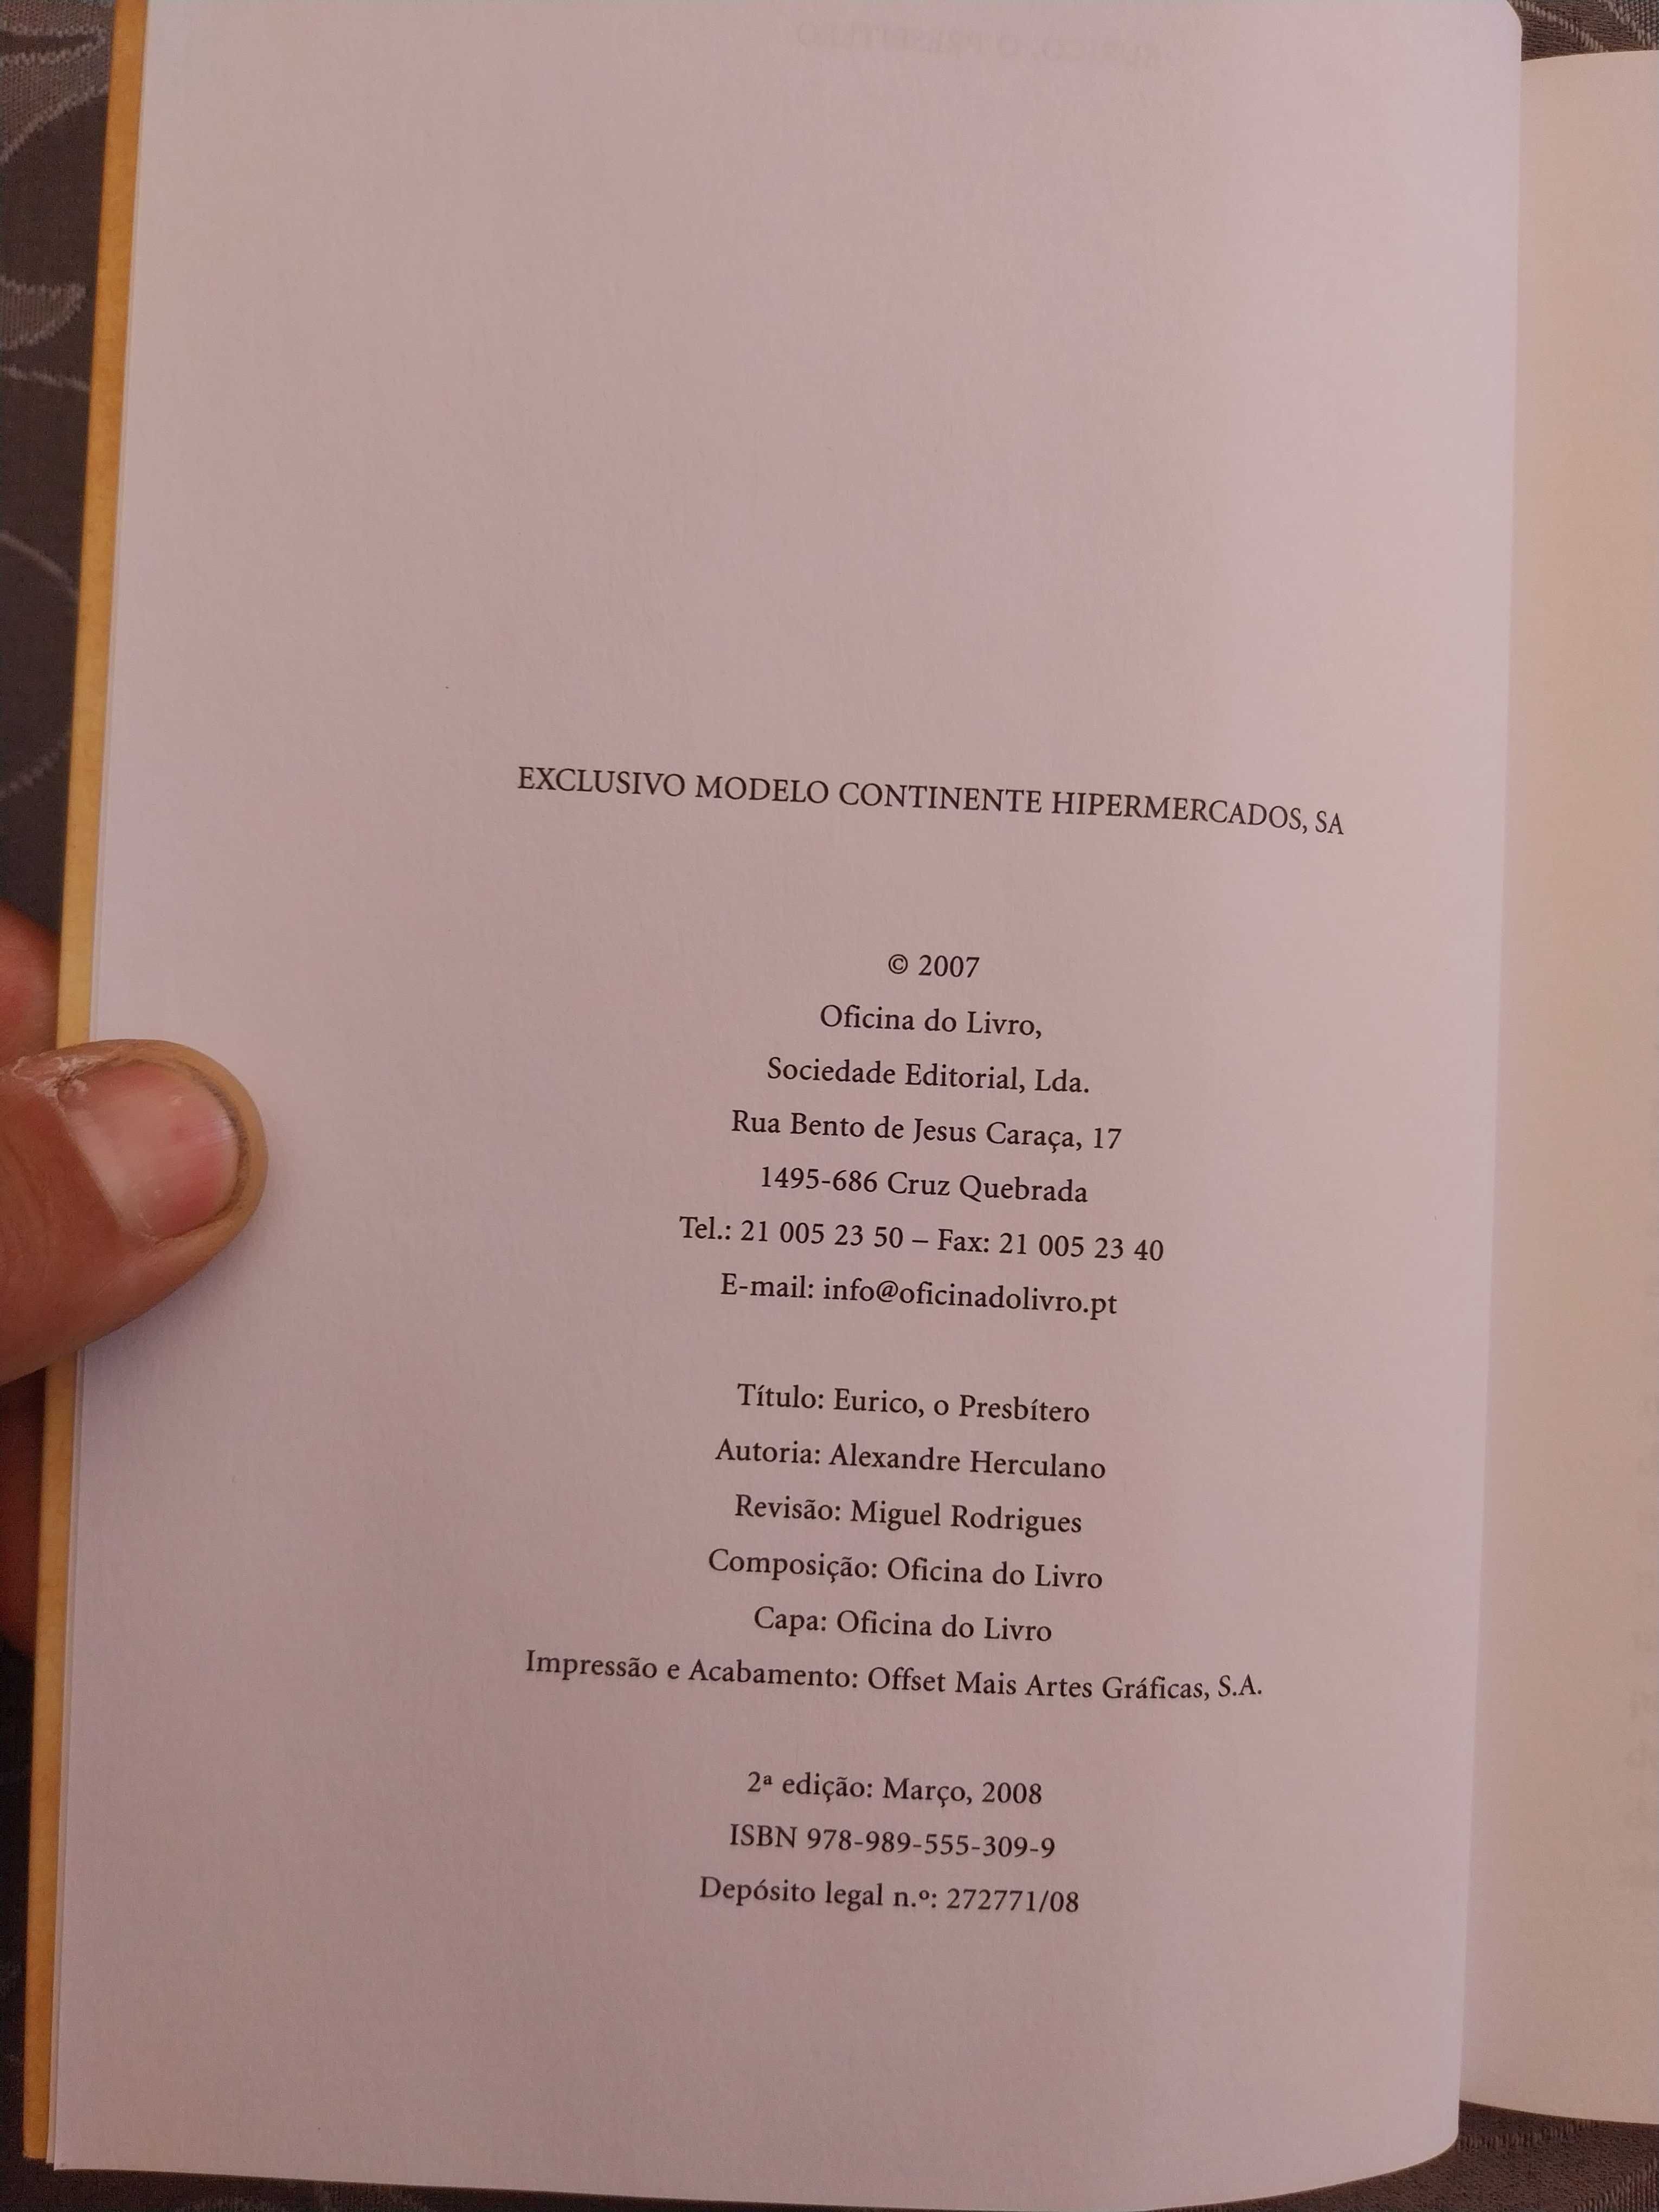 EXCLUSIVO MODELO CONTINENTE HIPERMERCADOS, SA
© 2007
Oficina do Livro,
Sociedade Editorial, Lda.
Rua Bento de Jesus Caraça, 17
1495-686 Cruz Quebrada
Tel.: 21 005 23 50 – Fax: 21 005 23 40
E-mail: info@oficinadolivro.pt
Título: Eurico, o Presbítero
Autoria: Alexandre Herculano
Revisão: Miguel Rodrigues
Composição: Oficina do Livro
Capa: Oficina do Livro
Impressão e Acabamento: Offset Mais Artes Gráficas, S.A.
2ª edição: Março, 2008
ISBN 978-989-555-309-9
Depósito legal n.º: 272771/08